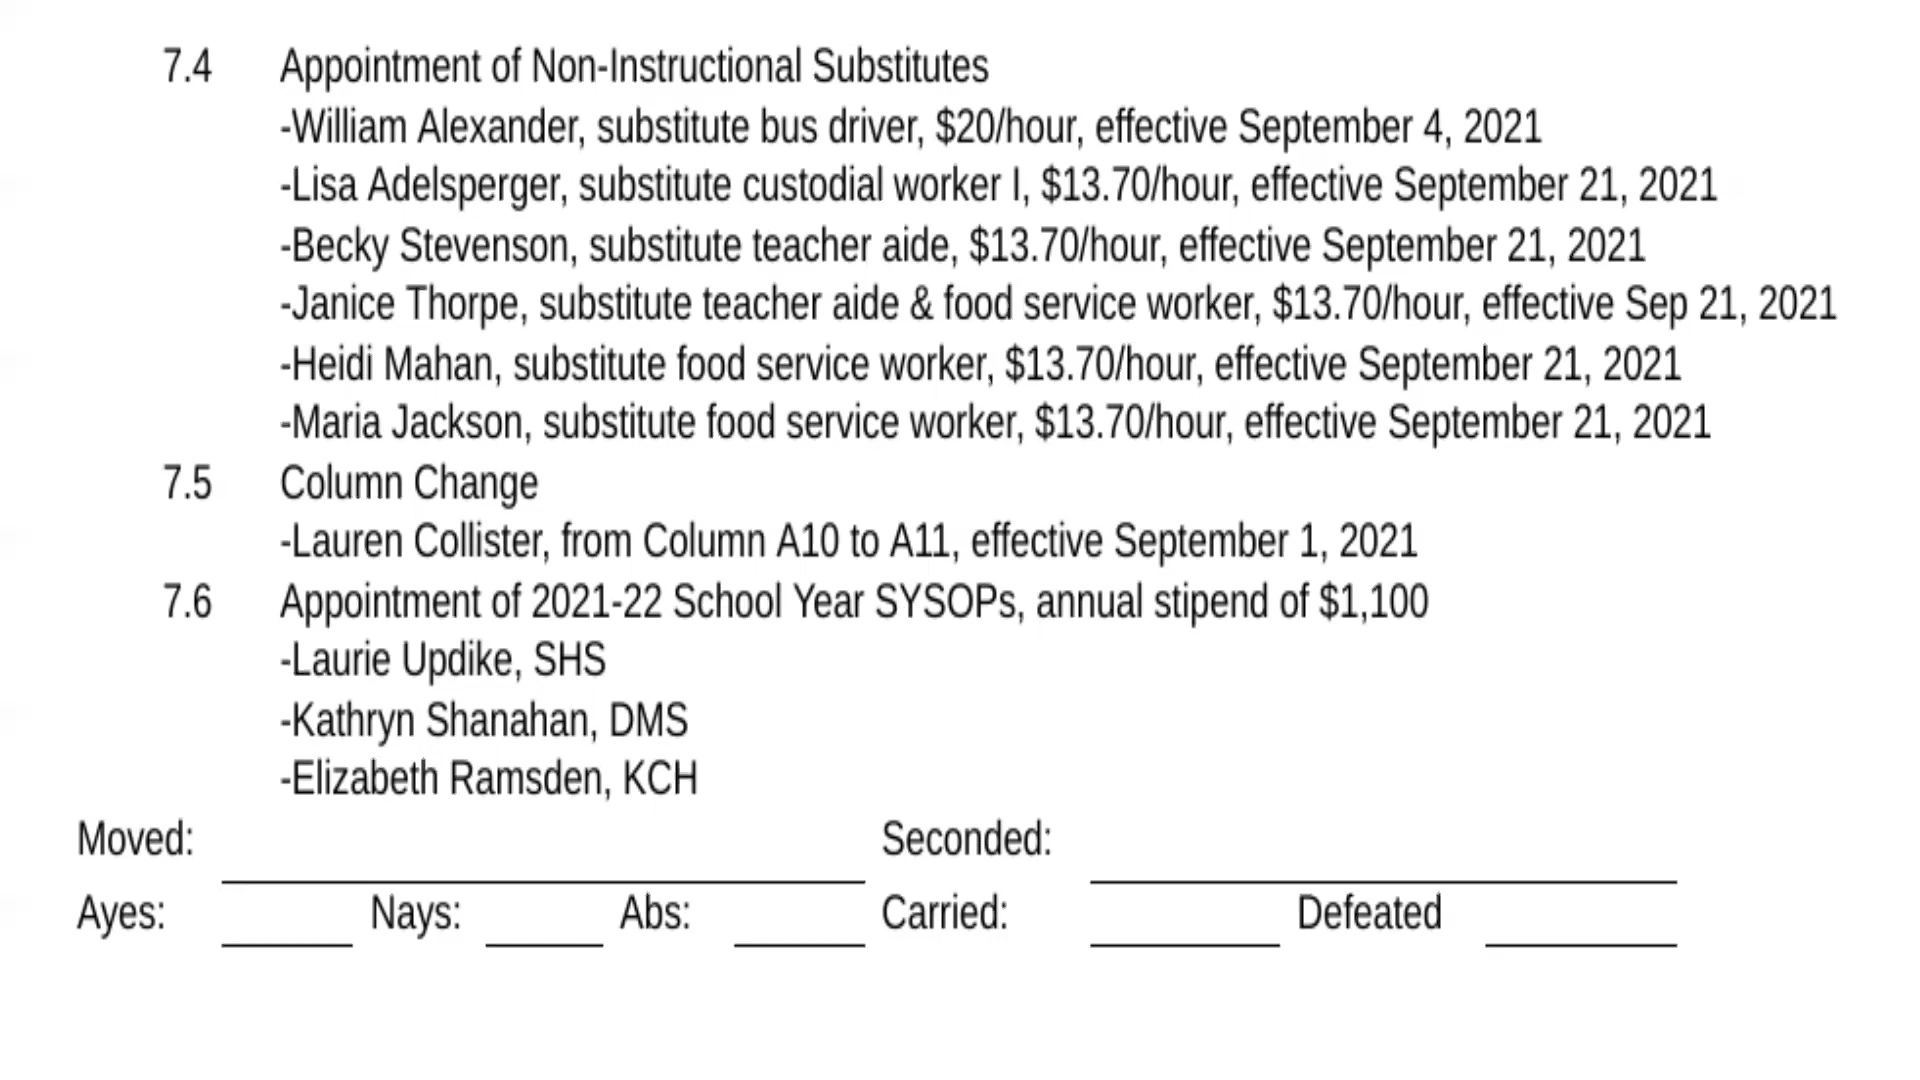 7.4 Appointment of Non-Instructional Substitutes
-William Alexander, substitute bus driver, $20/hour, effective September 4, 2021
-Lisa Adelsperger, substitute custodial worker I, $13.70/hour, effective September 21, 2021
-Becky Stevenson, substitute teacher aide, $13.70/hour, effective September 21, 2021
-Janice Thorpe, substitute teacher aide & food service worker, $13.70/hour, effective Sep 21, 2021
-Heidi Mahan, substitute food service worker, $13.70/hour, effective September 21, 2021
-Maria Jackson, substitute food service worker, $13.70/hour, effective September 21, 2021
7.5 Column Change
-Lauren Collister, from Column A10 to A11, effective September 1, 2021
7.6 Appointment of 2021-22 School Year SYSOPs, annual stipend of $1,100
-Laurie Updike, SHS
-Kathryn Shanahan, DMS
-Elizabeth Ramsden, KCH
Moved: Seconded:
Ayes: Nays: Abs: Carried: Defeated